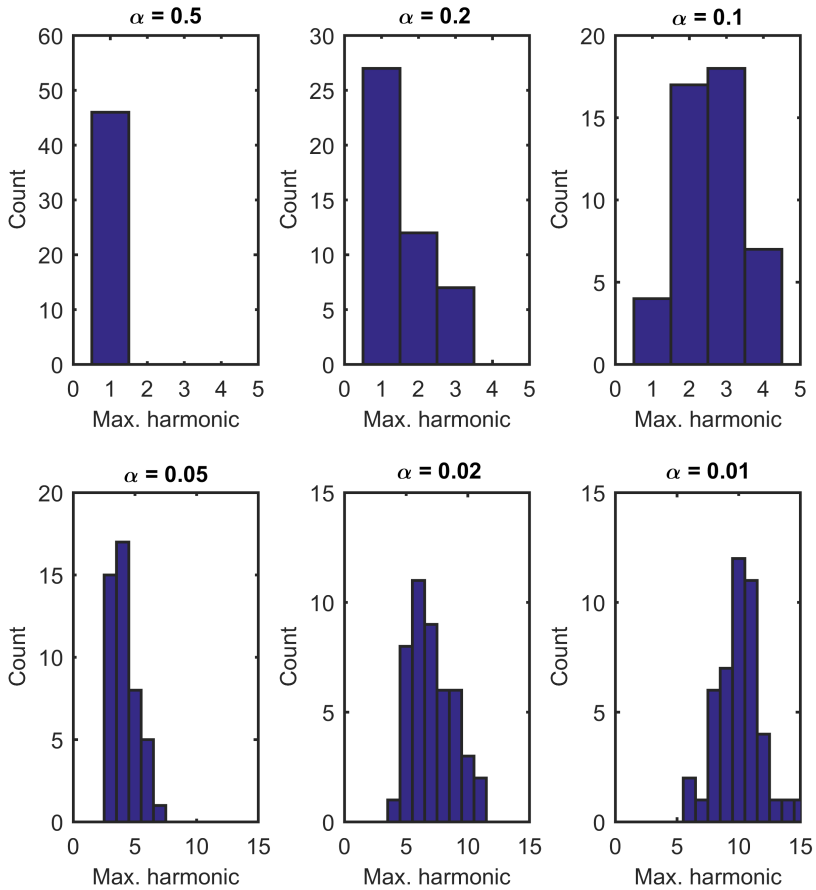 α = 0.5
α = 0.2
α = 0.1
60
50
40
30
20
10
0
Count
0 1 2 3 4 5
Max. harmonic
30
25
20
15
10
5
0
Count
0 1 2 3 4 5
Max. harmonic
20
15
10
5
0
Count
0 1 2 3 4 5
Max. harmonic
α = 0.05
α = 0.02
α = 0.01
20
15
10
5
0
Count
0 5 10 15
Max. harmonic
15
10
5
0
Count
0 5 10 15
Max. harmonic
15
10
5
0
Count
0 5 10 15
Max. harmonic